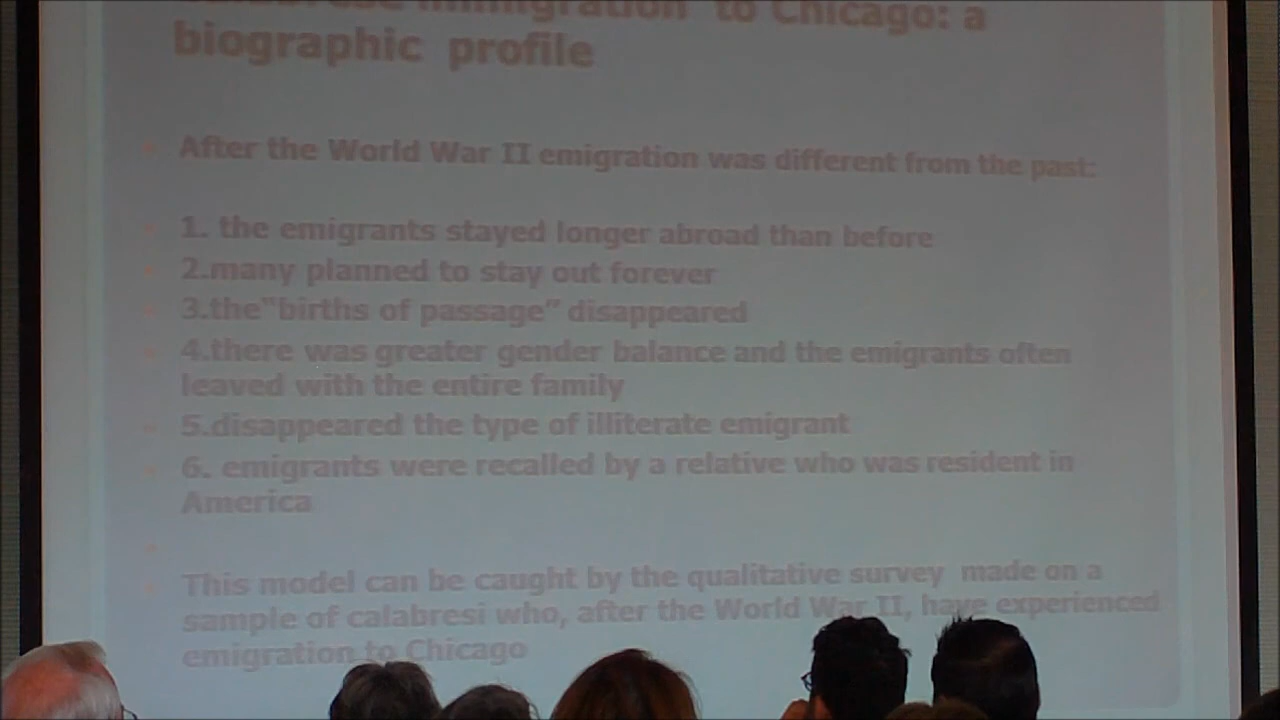 Calabrese immigration to Chicago: a
biographic profile
After the World War II emigration was different from the past:
1. the emigrants stayed longer abroad than before
2.many planned to stay out forever
3.the"births of passage" disappeared
4.there was greater gender balance and the emigrants often
leaved with the entire family
5.disappeared the type of illiterate emigrant
6. emigrants were recalled by a relative who was resident in
America
This model can be caught by the qualitative survey made on a
sample of calabresi who, after the World War II, have experienced
emigration to Chicago